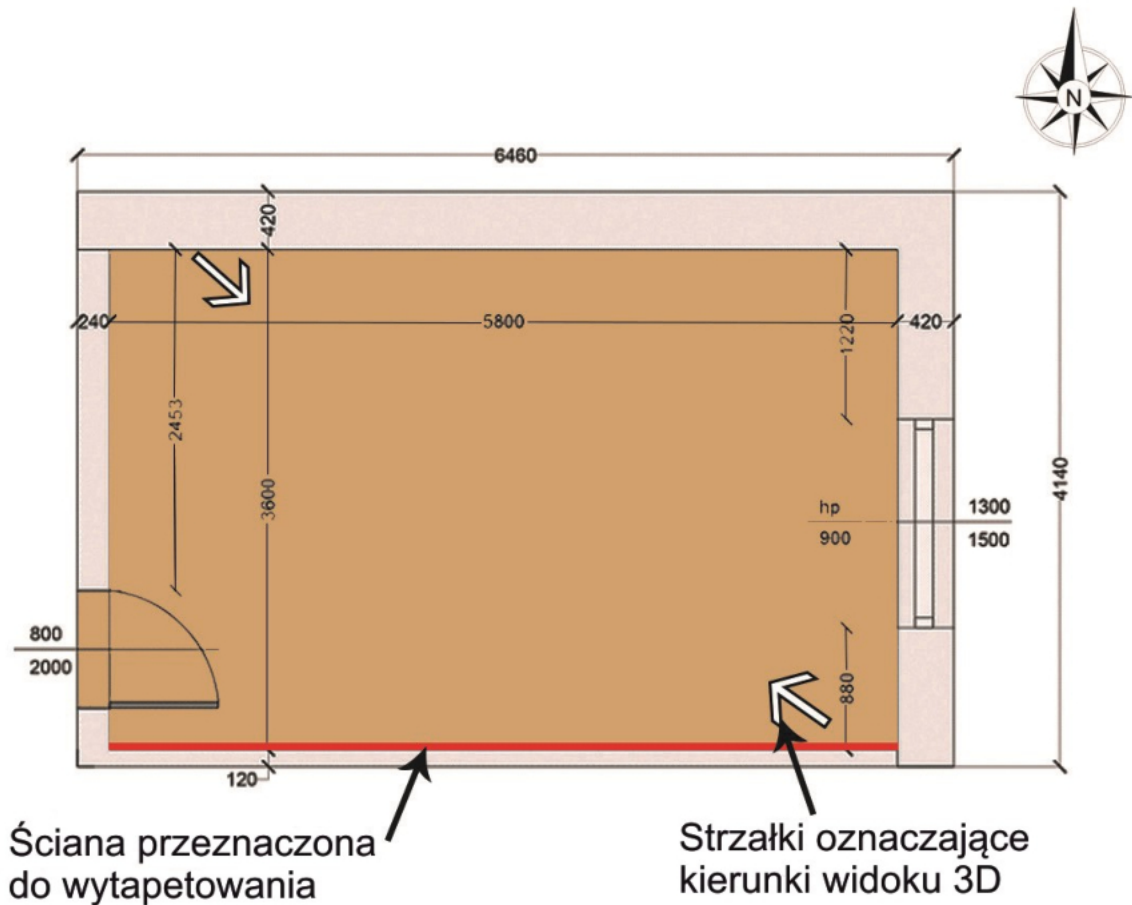 N
6460
420
240
5800
420
1220
2453
3600
4140
hp
900
1300
1500
800
2000
880
120
Ściana przeznaczona
do wytapetowania
Strzałki oznaczające
kierunki widoku 3D